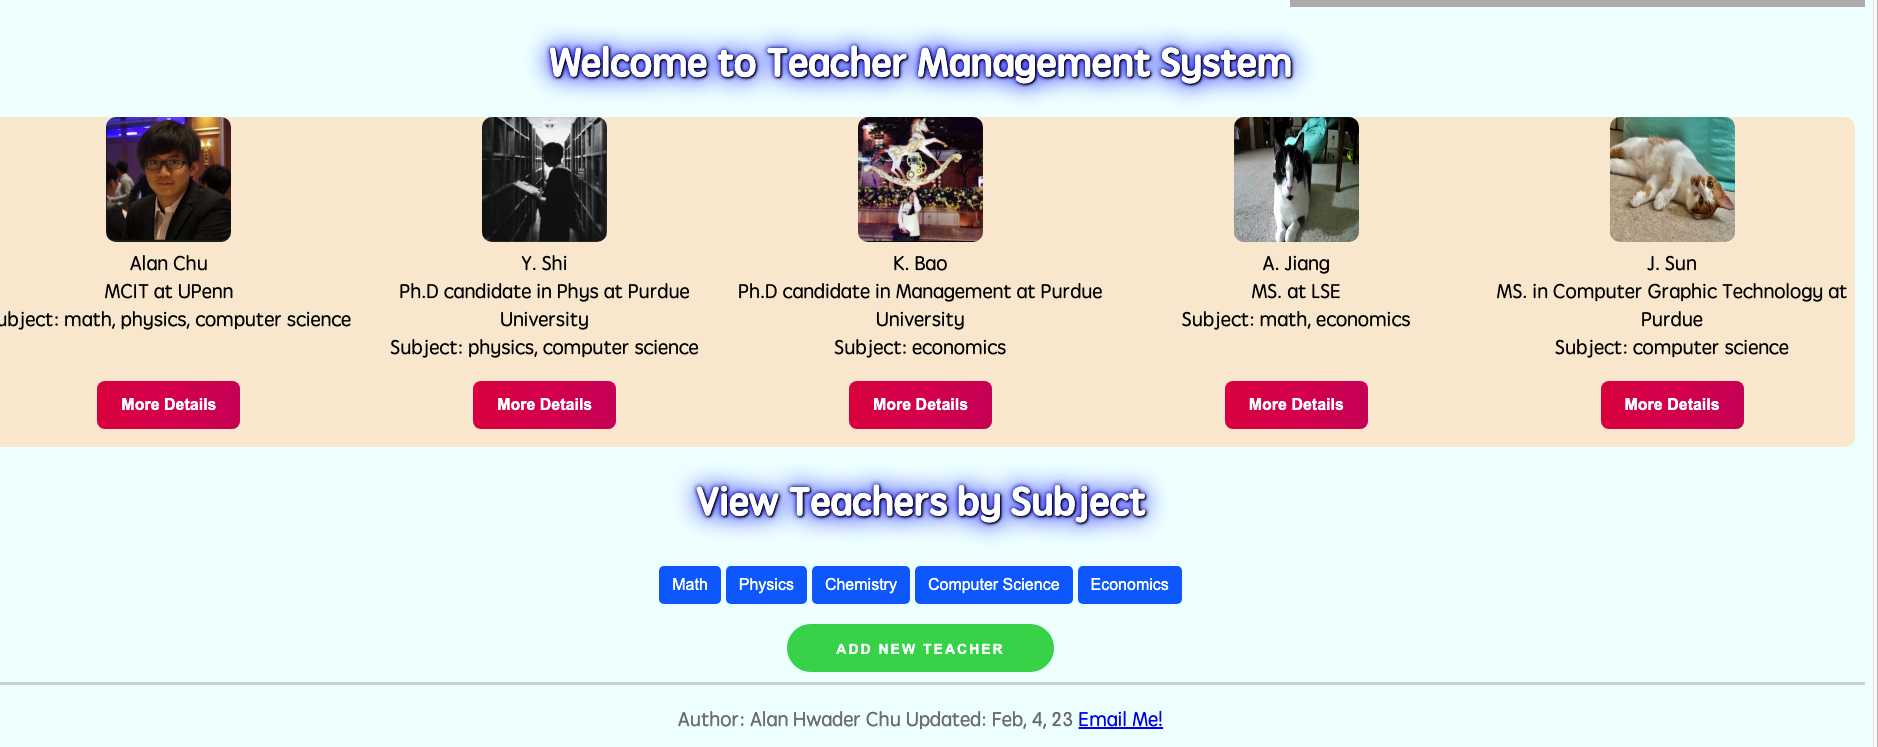 Welcome to Teacher Management System
Alan Chu
MCIT at UPenn
math, physics, computer science
More Details
Y. Shi
Ph.D candidate in Phys at Purdue
University
Subject: physics, computer science
More Details
K. Bao
Ph.D candidate in Management at Purdue
University
Subject: economics
More Details
A. Jiang
MS. at LSE
Subject: math, economics
More Details
J. Sun
MS. in Computer Graphic Technology at
Purdue
Subject: computer science
More Details
View Teachers by Subject
Math Physics Chemistry Computer Science Economics
ADD NEW TEACHER
Author: Alan Hwader Chu Updated: Feb, 4, 23 Email Me!